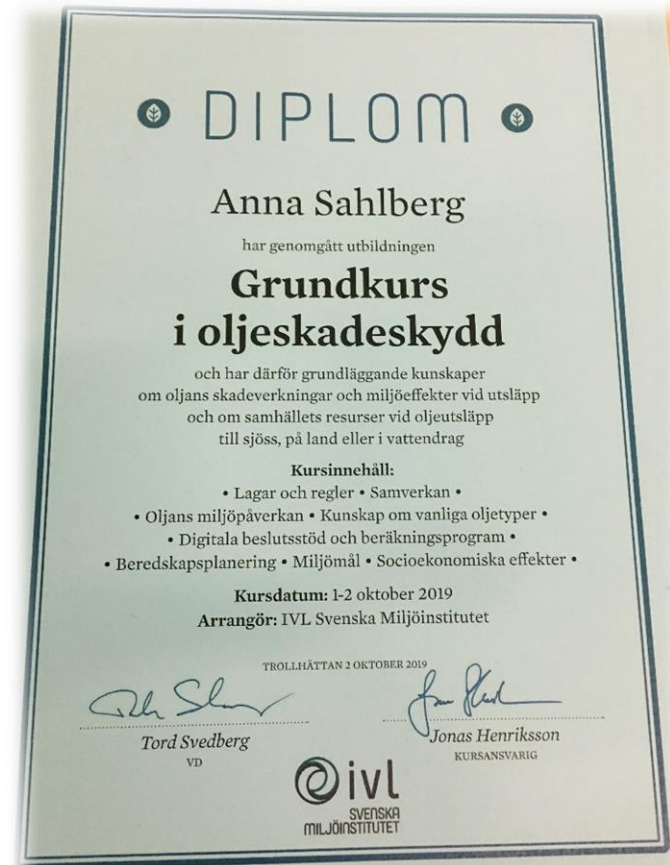 DIPLOM
Anna Sahlberg
har genomgått utbildningen
Grundkurs
i oljeskadeskydd
och har därför grundläggande kunskaper
om oljans skadeverkningar och miljöeffekter vid utsläpp
och om samhällets resurser vid oljeutsläpp
till sjöss, på land eller i vattendrag
Kursinnehåll:
• Lagar och regler • Samverkan •
• Oljans miljöpåverkan • Kunskap om vanliga oljetyper •
• Digitala beslutsstöd och beräkningsprogram •
• Beredskapsplanering • Miljömål • Socioekonomiska effekter •
Kursdatum: 1-2 oktober 2019
Arrangör: IVL Svenska Miljöinstitutet
TROLLHÄTTAN 2 OKTOBER 2019
Tord Svedberg
VD
Jonas Henriksson
KURSANSVARIG
ivl
SVENSKA
MILJÖINSTITUTET